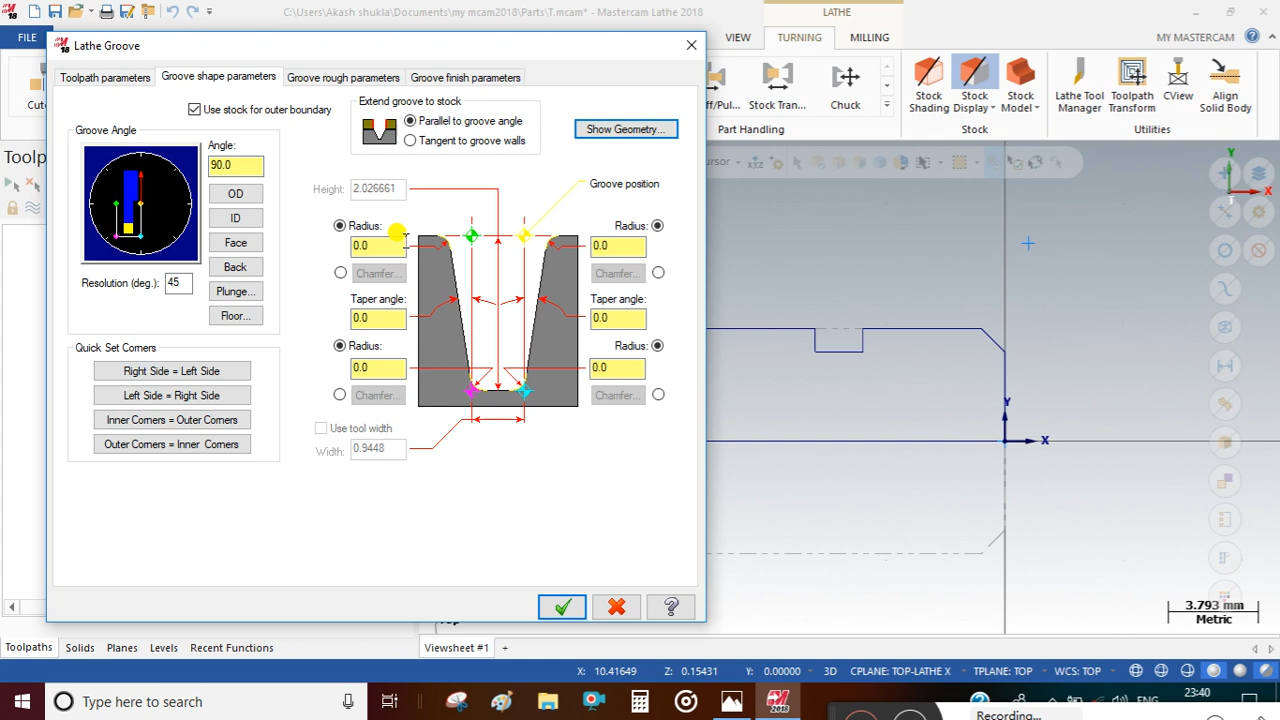 C:\Users\Akash shukla\Documents\my mcam2018\Parts\T.mcam* - Mastercam Lathe 2018
LATHE
FILE
VIEW
TURNING
MILLING
MY MASTERCAM
Lathe Groove
Toolpath parameters
Groove shape parameters
Groove rough parameters
Groove finish parameters
Use stock for outer boundary
Extend groove to stock
Parallel to groove angle
Tangent to groove walls
Show Geometry...
Groove Angle
Angle:
90.0
OD
ID
Face
Back
Plunge...
Floor...
Resolution (deg.):
45
Height:
2.026661
Groove position
Radius:
0.0
Chamfer...
Taper angle:
0.0
Radius:
0.0
Chamfer...
Radius:
0.0
Chamfer...
Taper angle:
0.0
Radius:
0.0
Chamfer...
Quick Set Corners
Right Side = Left Side
Left Side = Right Side
Inner Corners = Outer Corners
Outer Corners = Inner Corners
Use tool width
Width:
0.9448
Stock Tran...
Chuck
Part Handling
Stock Shading
Stock Display
Stock Model
Stock
Lathe Tool Manager
Toolpath Transform
CView
Align Solid Body
Utilities
Y
X
Y
X
3.793 mm
Metric
Toolpaths
Solids
Planes
Levels
Recent Functions
Viewsheet #1
X: 10.41649
Z: 0.15431
Y: 0.00000
3D
CPLANE: TOP-LATHE X
TPLANE: TOP
WCS: TOP
Type here to search
ENG
23:40
Recording...